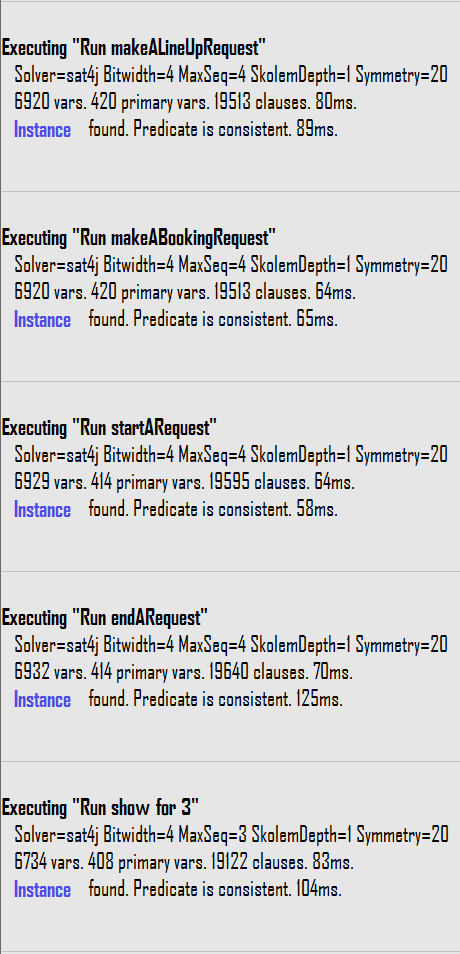 Executing "Run makeALineUpRequest"
Solver=sat4j Bitwidth=4 MaxSeq=4 SkolemDepth=1 Symmetry=20
6920 vars. 420 primary vars. 19513 clauses. 80ms.
Instance found. Predicate is consistent. 89ms.
Executing "Run makeABookingRequest"
Solver=sat4j Bitwidth=4 MaxSeq=4 SkolemDepth=1 Symmetry=20
6920 vars. 420 primary vars. 19513 clauses. 64ms.
Instance found. Predicate is consistent. 65ms.
Executing "Run startARequest"
Solver=sat4j Bitwidth=4 MaxSeq=4 SkolemDepth=1 Symmetry=20
6929 vars. 414 primary vars. 19595 clauses. 64ms.
Instance found. Predicate is consistent. 58ms.
Executing "Run endARequest"
Solver=sat4j Bitwidth=4 MaxSeq=4 SkolemDepth=1 Symmetry=20
6932 vars. 414 primary vars. 19640 clauses. 70ms.
Instance found. Predicate is consistent. 125ms.
Executing "Run show for 3"
Solver=sat4j Bitwidth=4 MaxSeq=3 SkolemDepth=1 Symmetry=20
6734 vars. 408 primary vars. 19122 clauses. 83ms.
Instance found. Predicate is consistent. 104ms.